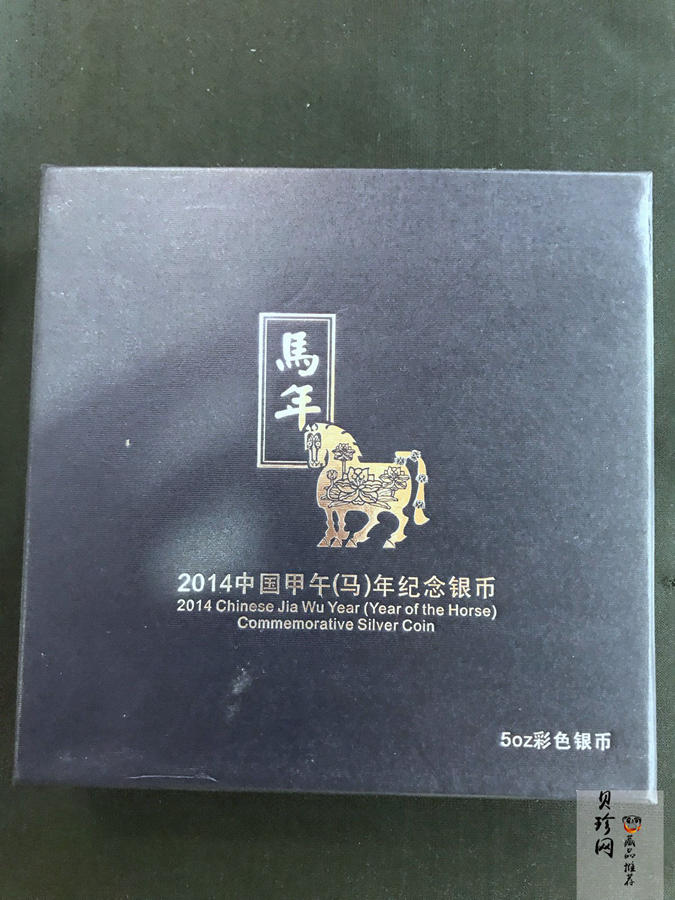 馬年
2014中国甲午(马)年纪念银币
2014 Chinese Jia Wu Year (Year of the Horse)
Commemorative Silver Coin
5oz彩色银币
贝珍网
藏品推荐